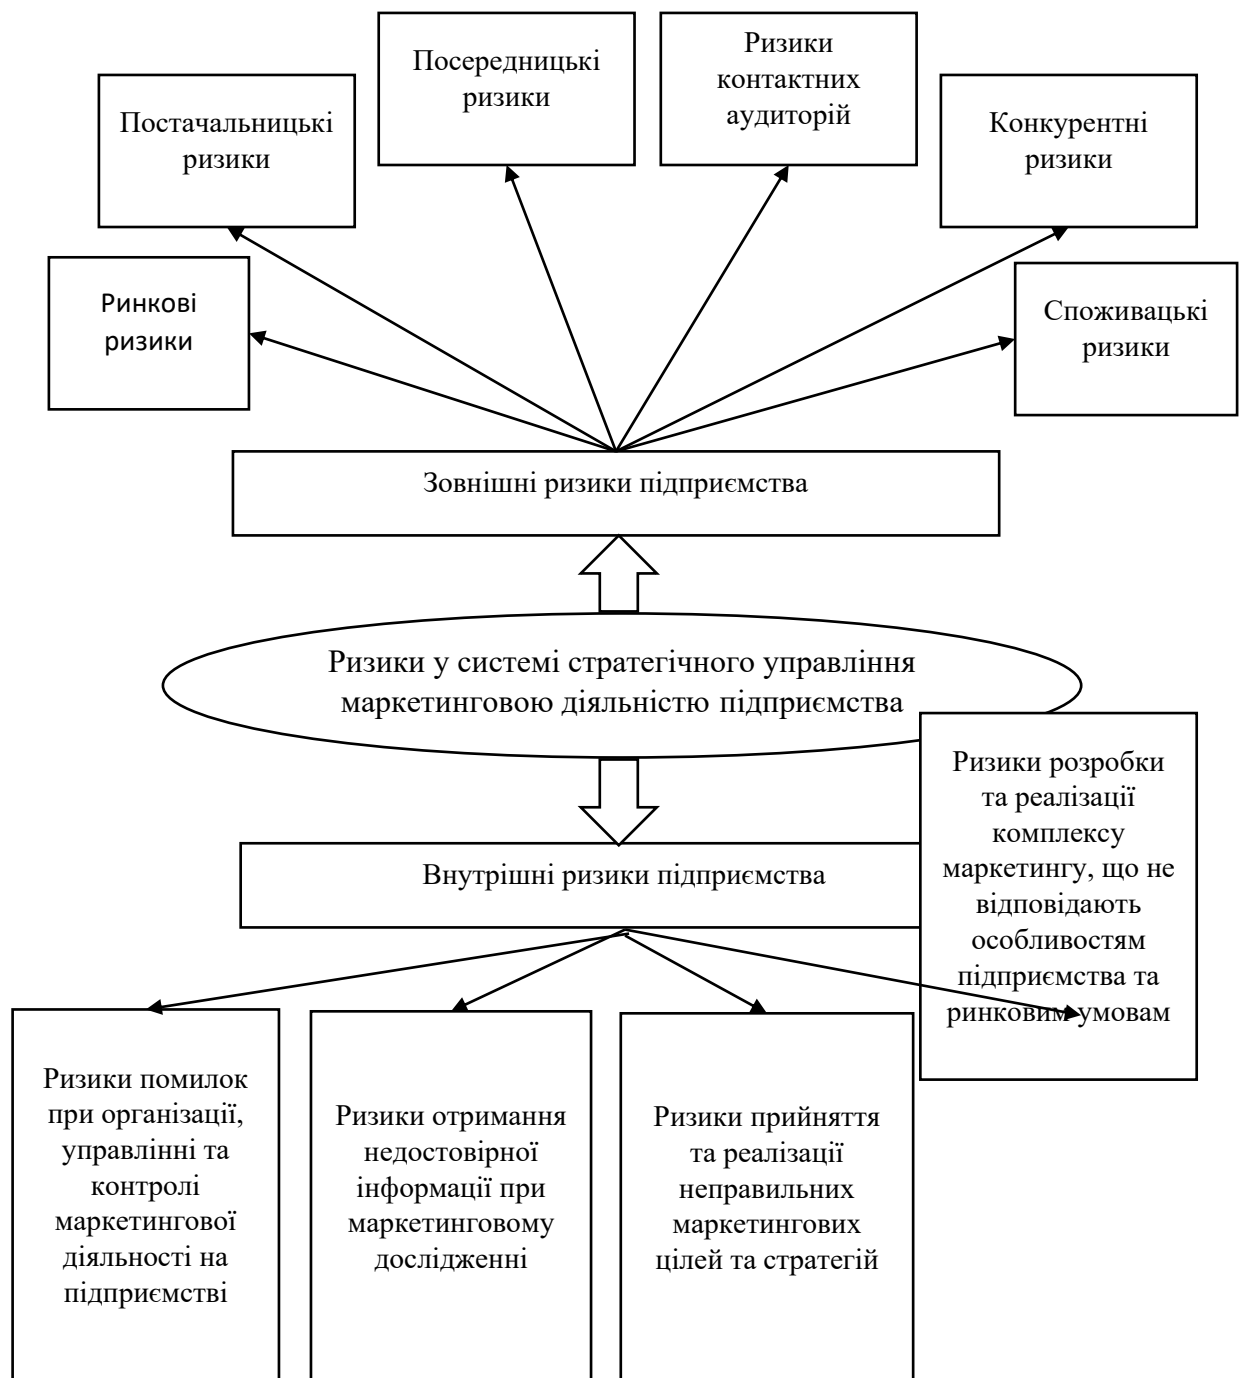 Ризики
контактних
аудиторій
Посередницькі
ризики
Постачальницькі
ризики
Конкурентні
ризики
Ринкові
ризики
Споживацькі
ризики
Зовнішні ризики підприємства
Ризики у системі стратегічного управління
маркетинговою діяльністю підприємства
Внутрішні ризики підприємства
Ризики розробки
та реалізації
комплексу
маркетингу, що не
відповідають
особливостям
підприємства та
ринковим умовам
Ризики помилок
при організації,
управлінні та
контролі
маркетингової
діяльності на
підприємстві
Ризики отримання
недостовірної
інформації при
маркетинговому
дослідженні
Ризики прийняття
та реалізації
неправильних
маркетингових
цілей та стратегій